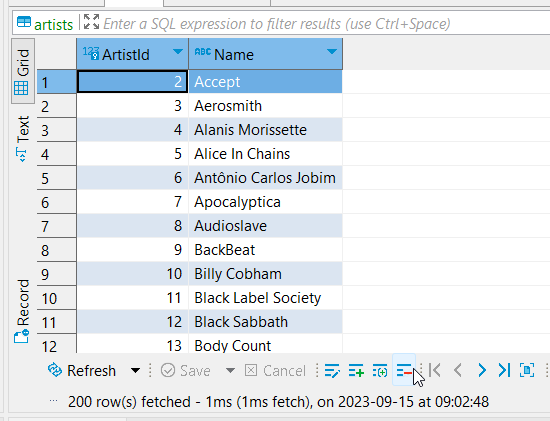 artists Enter a SQL expression to filter results (use Ctrl+Space)
Grid
Text
Record
123 ArtistId ABC Name
1 2 Accept
2 3 Aerosmith
3 4 Alanis Morissette
4 5 Alice In Chains
5 6 Antônio Carlos Jobim
6 7 Apocalyptica
7 8 Audioslave
8 9 BackBeat
9 10 Billy Cobham
10 11 Black Label Society
11 12 Black Sabbath
12 13 Body Count
Refresh Save Cancel
200 row(s) fetched - 1ms (1ms fetch), on 2023-09-15 at 09:02:48